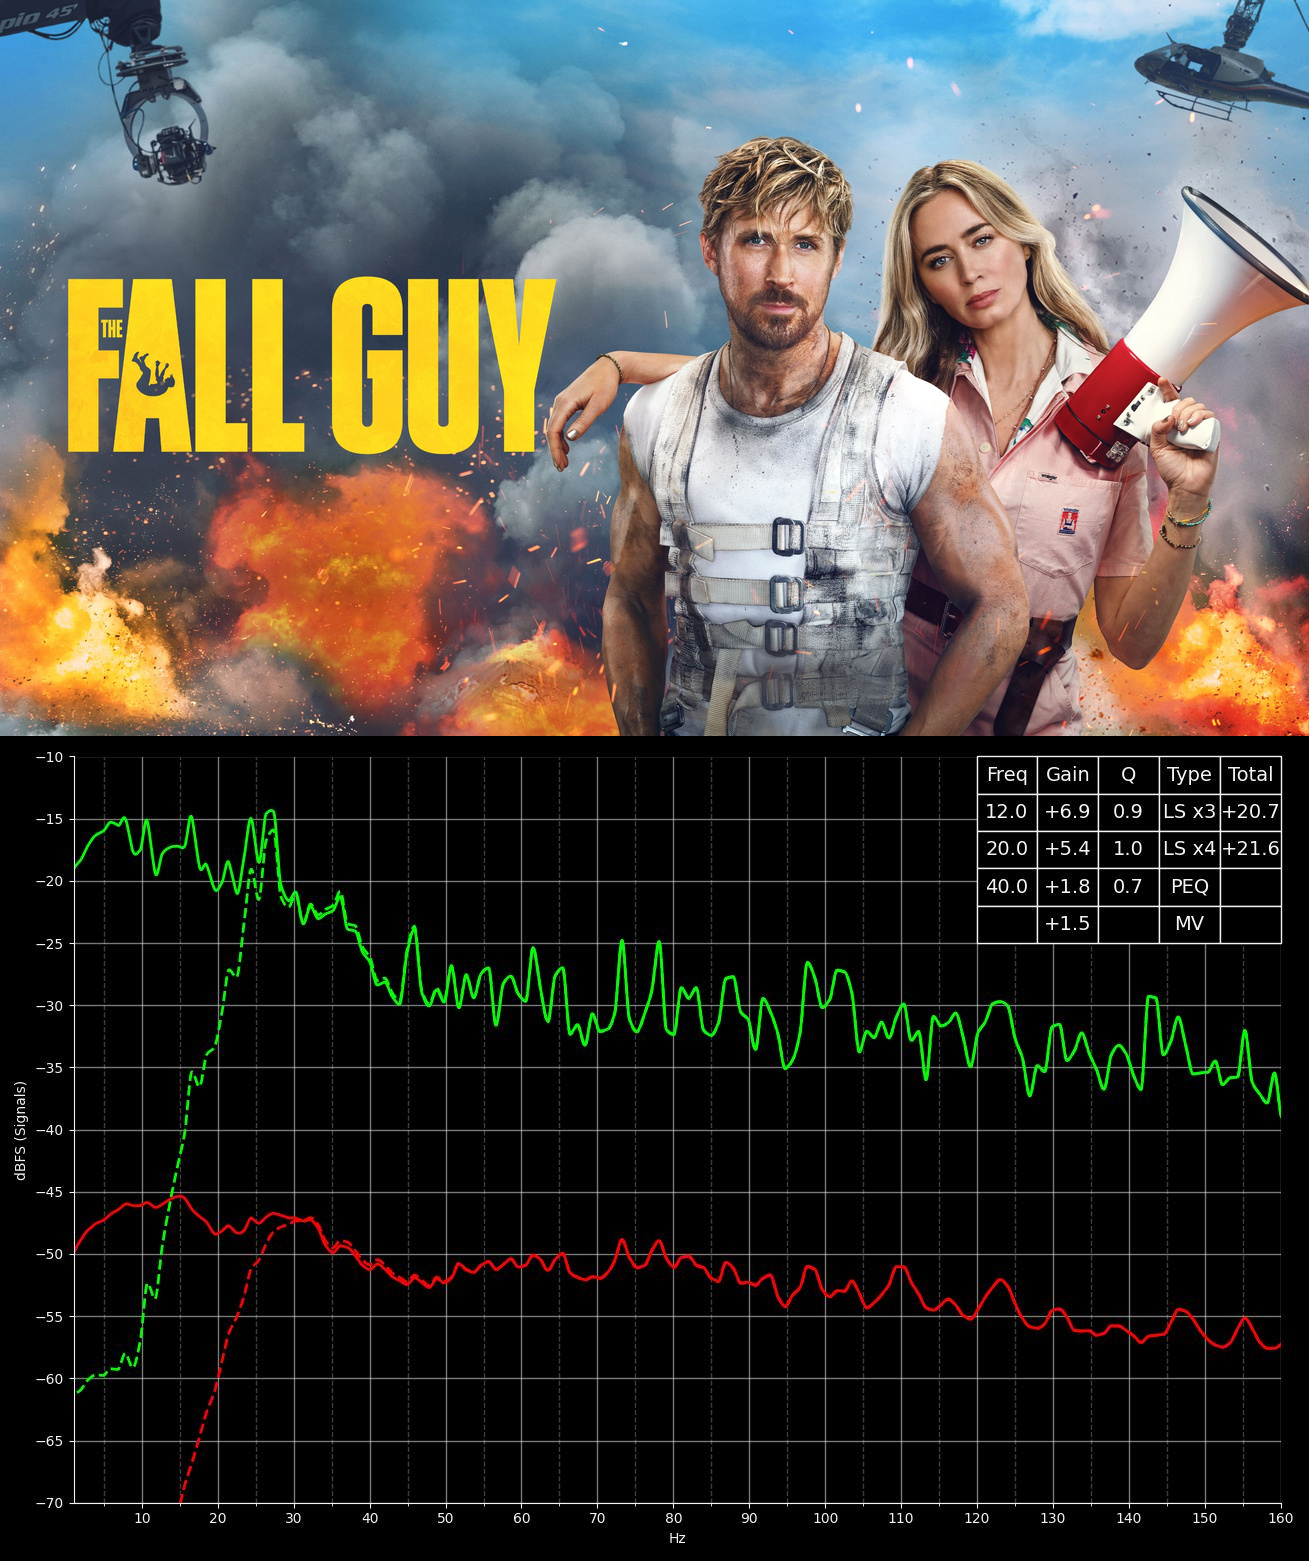 pio 45'
THE
FALL GUY
Freq Gain Q Type Total
12.0 +6.9 0.9 LS x3 +20.7
20.0 +5.4 1.0 LS x4 +21.6
40.0 +1.8 0.7 PEQ
+1.5 MV
−10
−15
−20
−25
−30
−35
−40
−45
−50
−55
−60
−65
−70
dBFS (Signals)
10 20 30 40 50 60 70 80 90 100 110 120 130 140 150 160
Hz